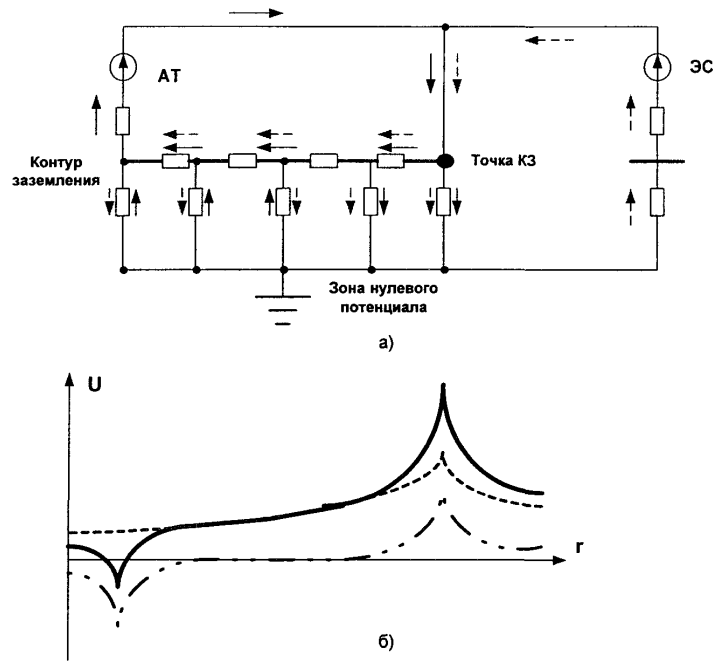 АТ
ЭС
Контур
заземления
Точка КЗ
Зона нулевого
потенциала
а)
U
r
б)